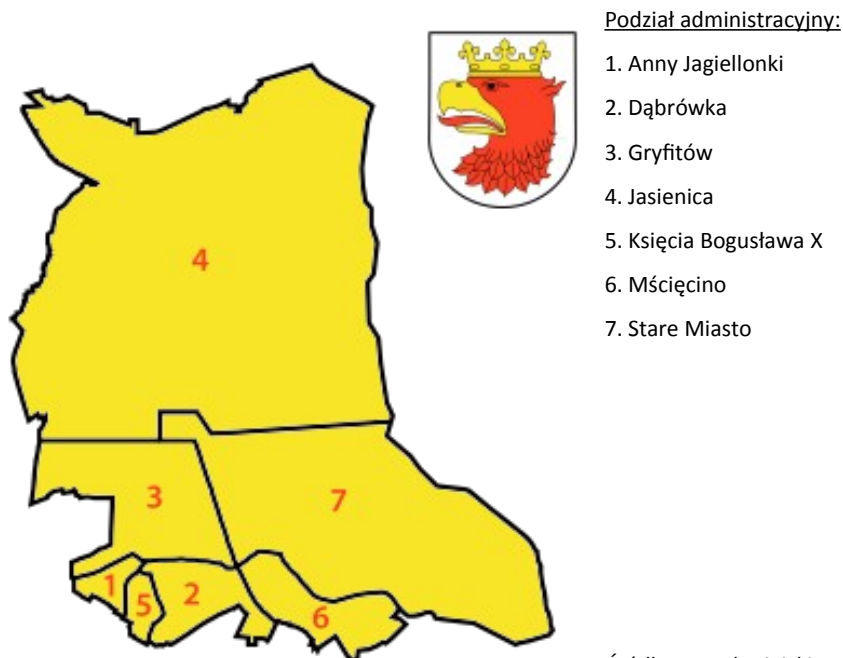 Podział administracyjny:
1. Anny Jagiellonki
2. Dąbrówka
3. Gryfitów
4. Jasienica
5. Księcia Bogusława X
6. Mścięcino
7. Stare Miasto
4
3
7
1
5
2
6